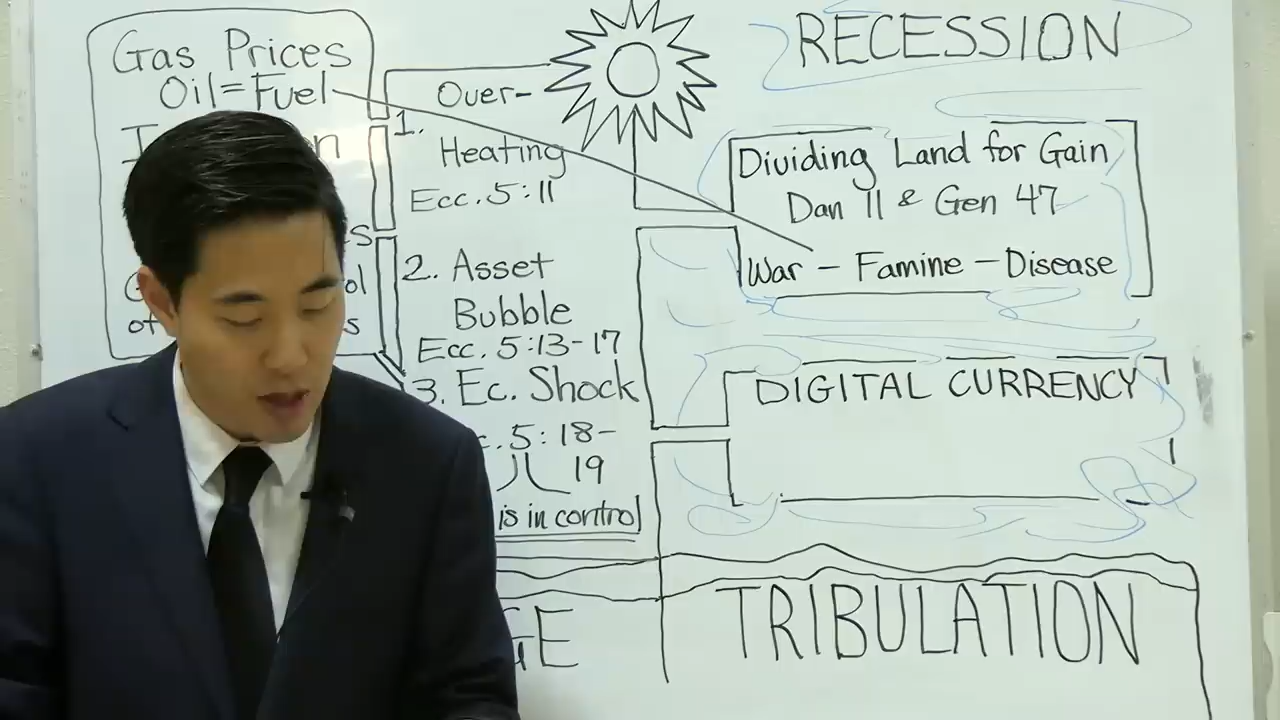 Gas Prices
Oil=Fuel
Over-
1.
Heating
Ecc. 5:11
2. Asset
Bubble
Ecc. 5:13-17
3. Ec. Shock
5:18-
19
is in control
RECESSION
Dividing Land for Gain
Dan 11 & Gen 47
War - Famine - Disease
DIGITAL CURRENCY
TRIBULATION